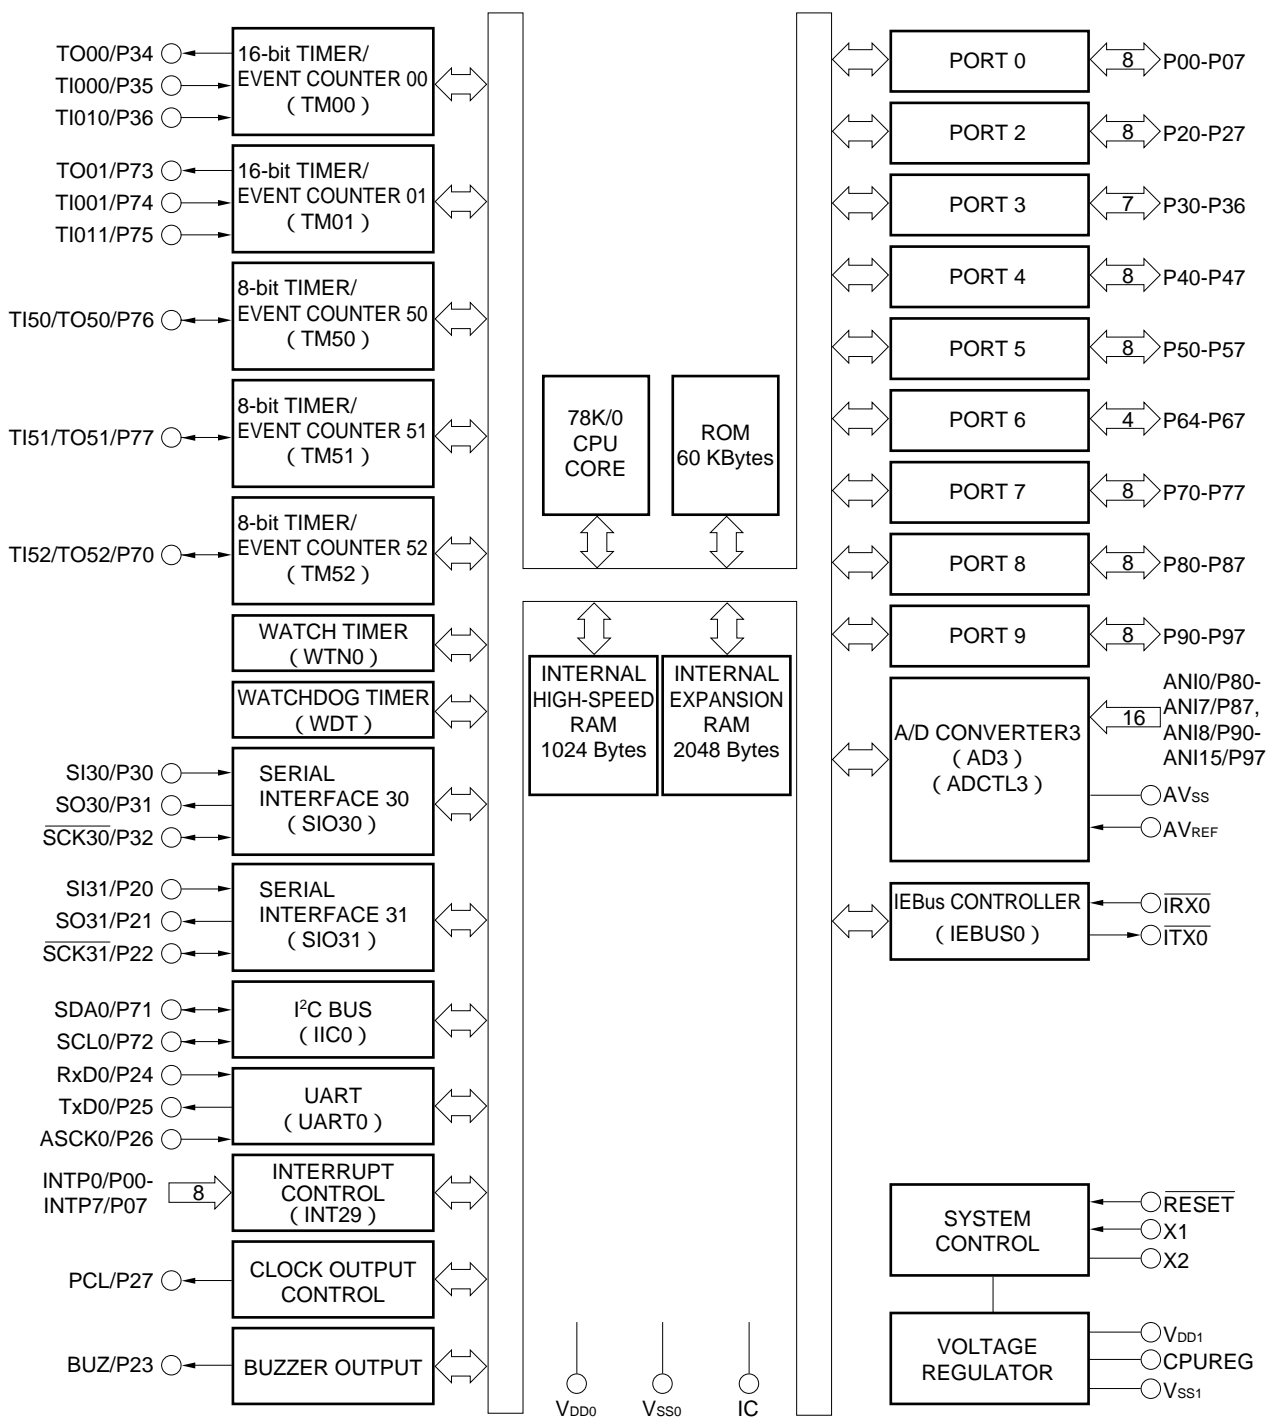 TO00/P34
TI000/P35
TI010/P36
16-bit TIMER/
EVENT COUNTER 00
( TM00 )
TO01/P73
TI001/P74
TI011/P75
16-bit TIMER/
EVENT COUNTER 01
( TM01 )
TI50/TO50/P76
8-bit TIMER/
EVENT COUNTER 50
( TM50 )
TI51/TO51/P77
8-bit TIMER/
EVENT COUNTER 51
( TM51 )
TI52/TO52/P70
8-bit TIMER/
EVENT COUNTER 52
( TM52 )
WATCH TIMER
( WTN0 )
WATCHDOG TIMER
( WDT )
SI30/P30
SO30/P31
SCK30/P32
SERIAL
INTERFACE 30
( SIO30 )
SI31/P20
SO31/P21
SCK31/P22
SERIAL
INTERFACE 31
( SIO31 )
SDA0/P71
SCL0/P72
I²C BUS
( IIC0 )
RxD0/P24
TxD0/P25
ASCK0/P26
UART
( UART0 )
INTP0/P00-
INTP7/P07
8
INTERRUPT
CONTROL
( INT29 )
PCL/P27
CLOCK OUTPUT
CONTROL
BUZ/P23
BUZZER OUTPUT
78K/0
CPU
CORE
ROM
60 KBytes
INTERNAL
HIGH-SPEED
RAM
1024 Bytes
INTERNAL
EXPANSION
RAM
2048 Bytes
VDD0
VSS0
IC
PORT 0
8
P00-P07
PORT 2
8
P20-P27
PORT 3
7
P30-P36
PORT 4
8
P40-P47
PORT 5
8
P50-P57
PORT 6
4
P64-P67
PORT 7
8
P70-P77
PORT 8
8
P80-P87
PORT 9
8
P90-P97
A/D CONVERTER3
( AD3 )
( ADCTL3 )
16
ANI0/P80-
ANI7/P87,
ANI8/P90-
ANI15/P97
AVSS
AVREF
IEBus CONTROLLER
( IEBUS0 )
IRX0
ITX0
SYSTEM
CONTROL
RESET
X1
X2
VOLTAGE
REGULATOR
VDD1
CPUREG
VSS1